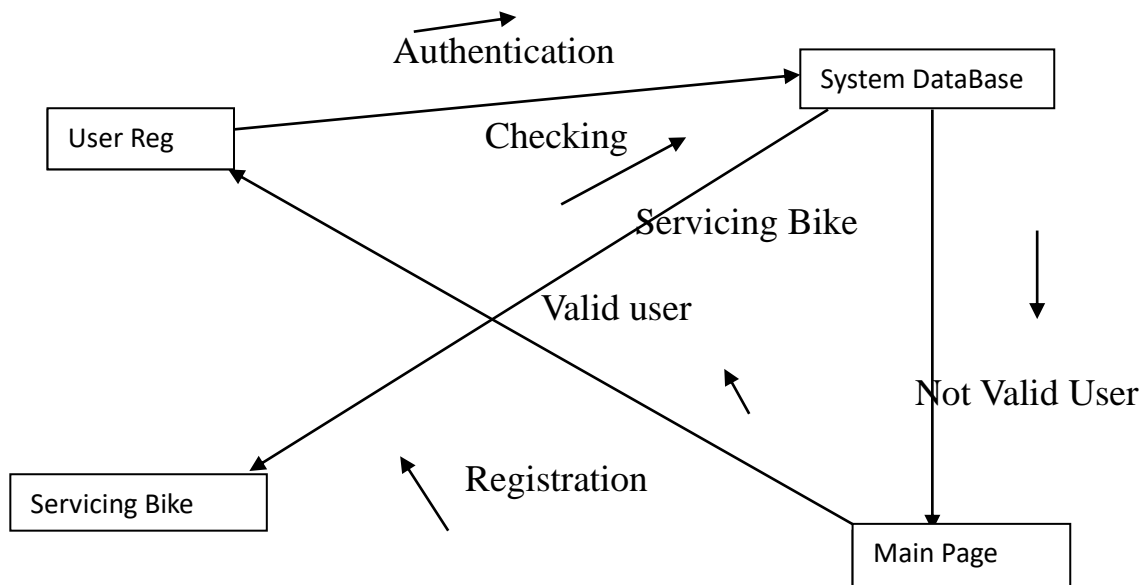 Authentication
System DataBase
User Reg
Checking
Servicing Bike
Valid user
Not Valid User
Registration
Servicing Bike
Main Page